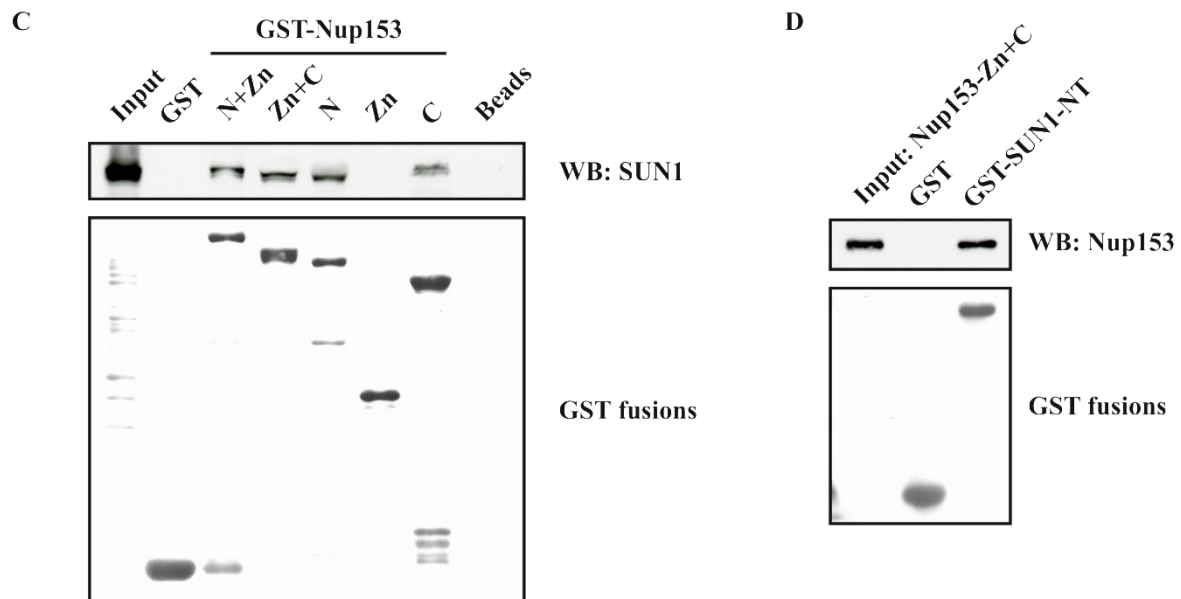 C
GST-Nup153
Input
GST
N+Zn
Zn+C
N
Zn
C
Beads
WB: SUN1
GST fusions
D
Input: Nup153-Zn+C
GST
GST-SUN1-NT
WB: Nup153
GST fusions